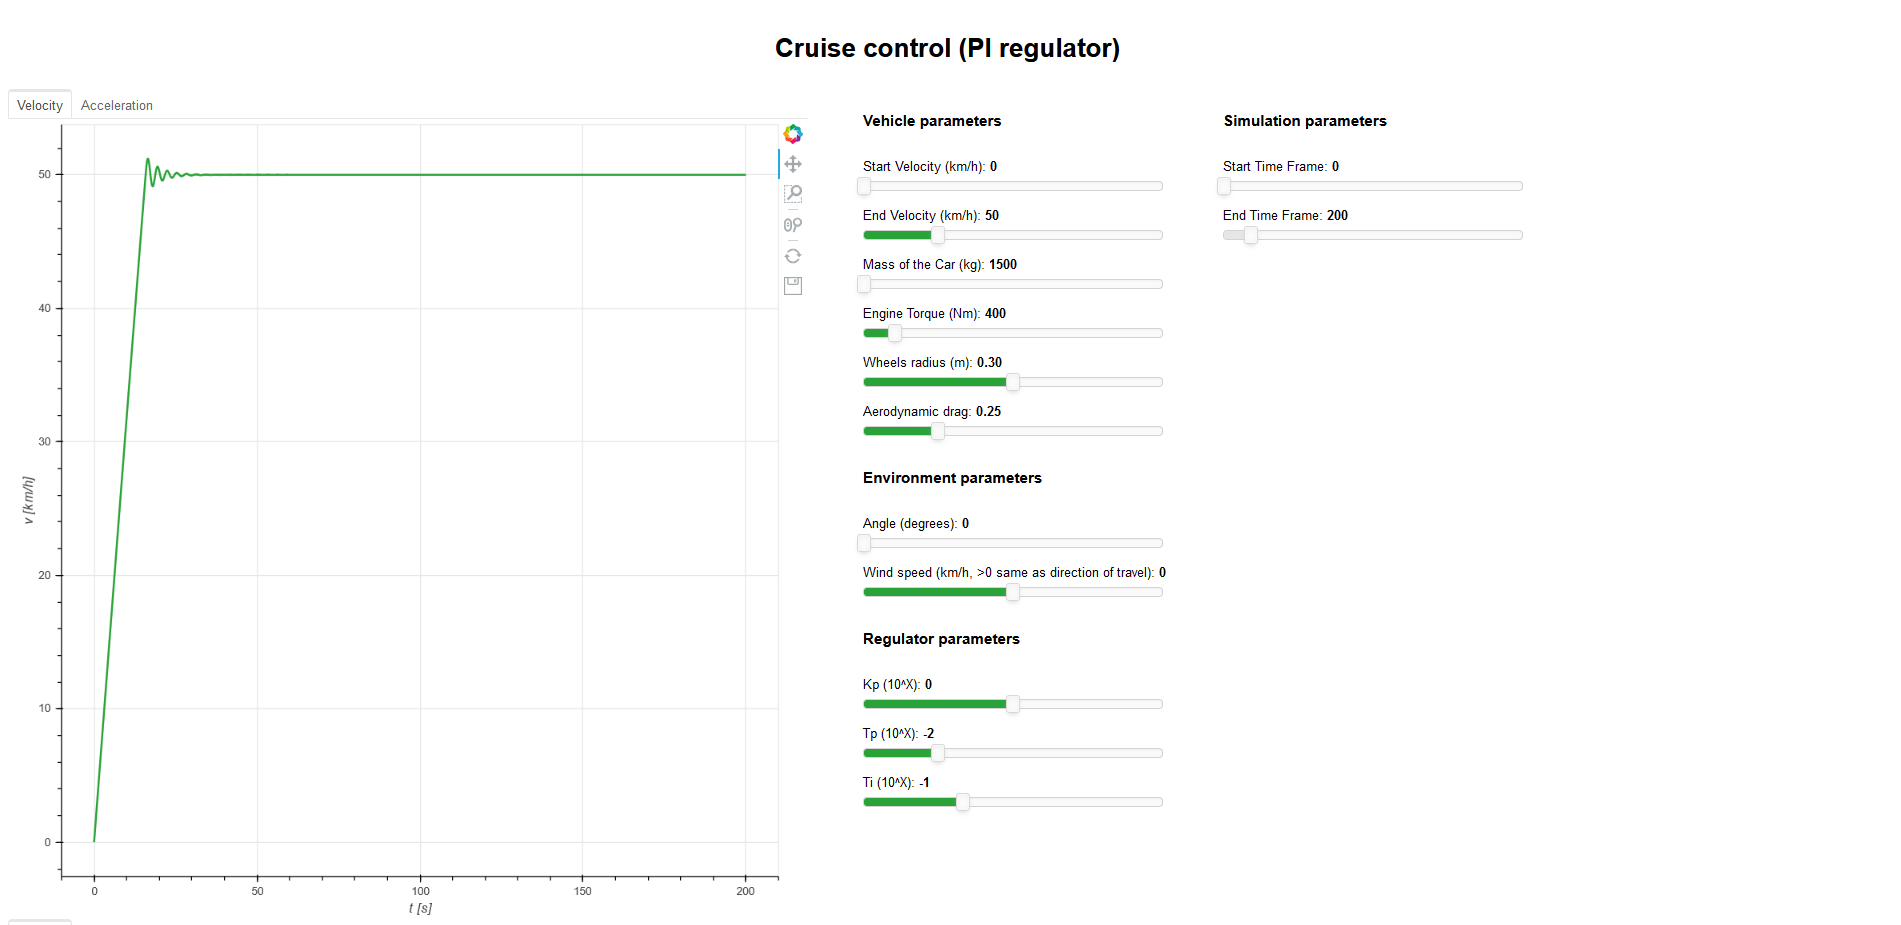 Cruise control (PI regulator)
Velocity Acceleration
50
40
30
20
10
0
v [km/h]
0 50 100 150 200
t [s]
Vehicle parameters
Start Velocity (km/h): 0
End Velocity (km/h): 50
Mass of the Car (kg): 1500
Engine Torque (Nm): 400
Wheels radius (m): 0.30
Aerodynamic drag: 0.25
Environment parameters
Angle (degrees): 0
Wind speed (km/h, >0 same as direction of travel): 0
Regulator parameters
Kp (10^X): 0
Tp (10^X): -2
Ti (10^X): -1
Simulation parameters
Start Time Frame: 0
End Time Frame: 200